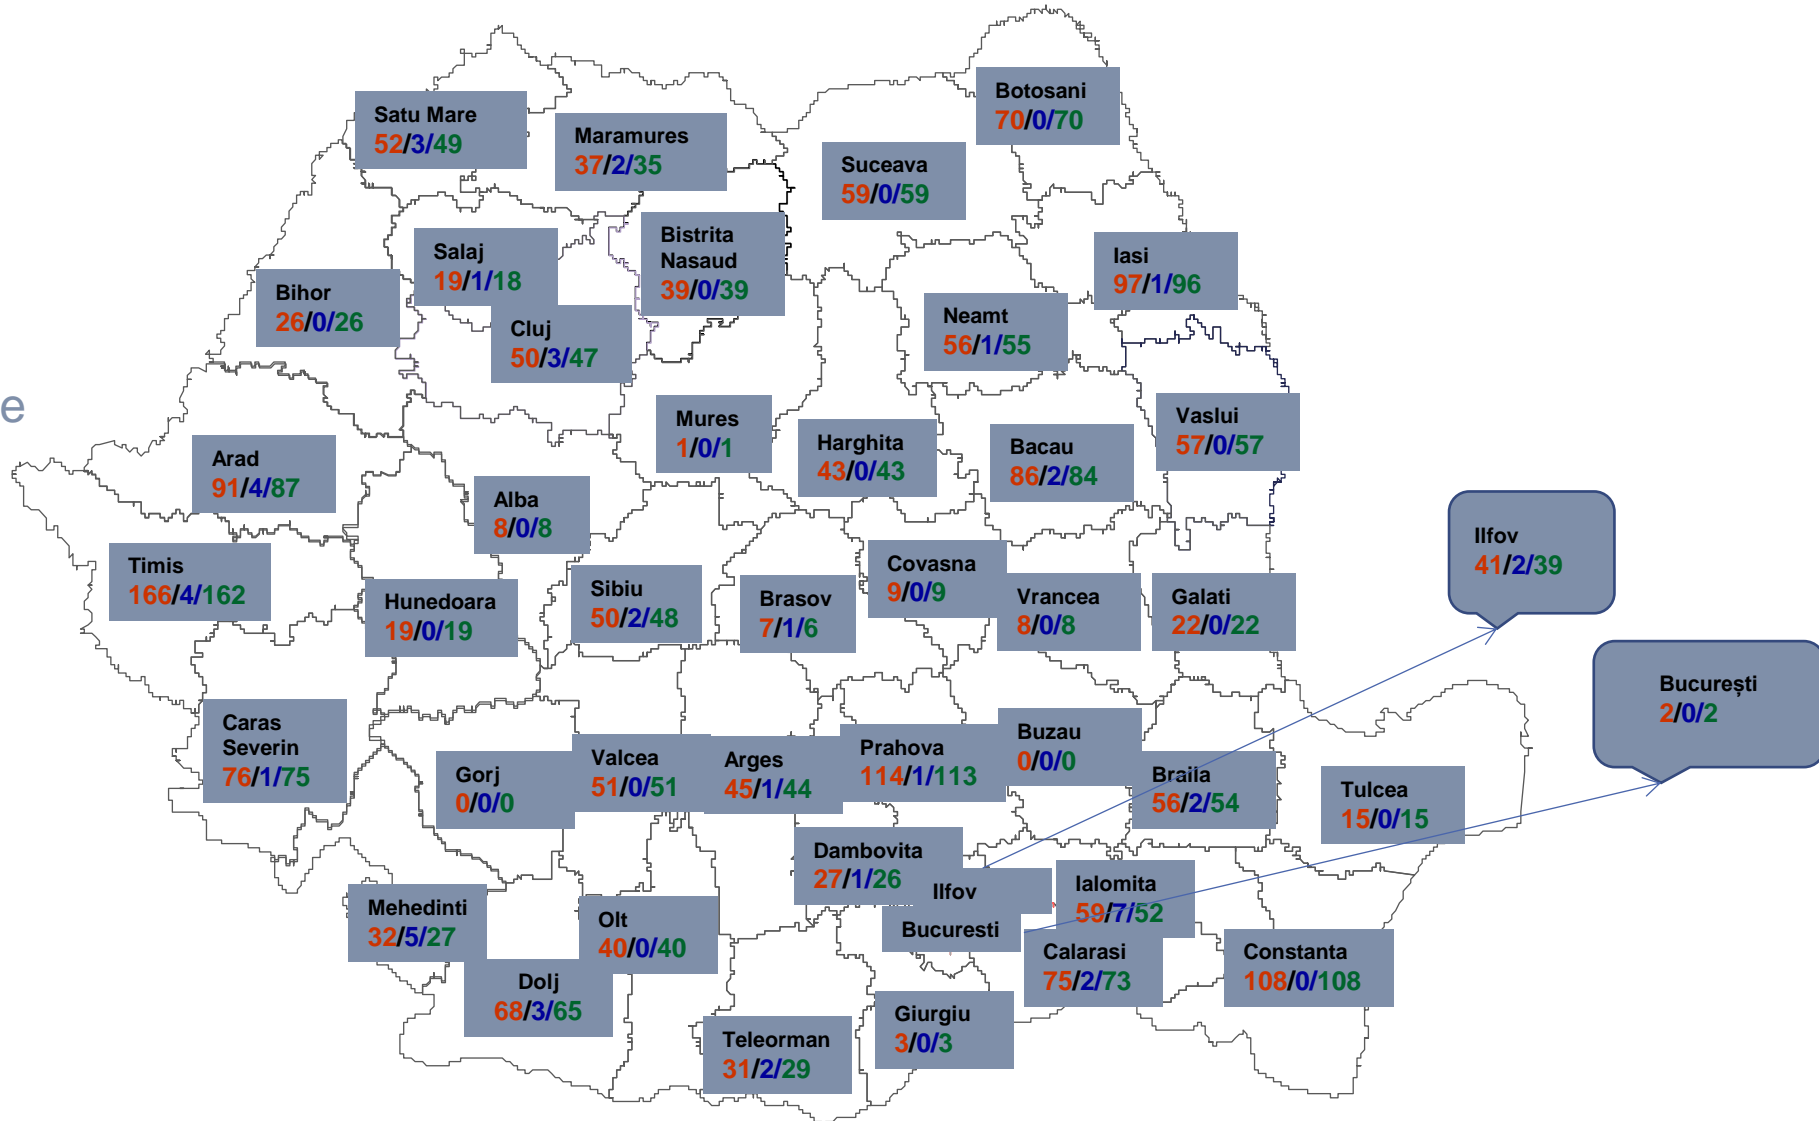 Botosani
70/0/70
Satu Mare
52/3/49
Maramures
37/2/35
Suceava
59/0/59
Bistrita
Nasaud
39/0/39
Salaj
19/1/18
Iasi
97/1/96
Bihor
26/0/26
Cluj
50/3/47
Neamt
56/1/55
e
Mures
1/0/1
Harghita
43/0/43
Bacau
86/2/84
Vaslui
57/0/57
Arad
91/4/87
Alba
8/0/8
Ilfov
41/2/39
Timis
166/4/162
Hunedoara
19/0/19
Sibiu
50/2/48
Brasov
7/1/6
Covasna
9/0/9
Vrancea
8/0/8
Galati
22/0/22
București
2/0/2
Caras
Severin
76/1/75
Gorj
0/0/0
Valcea
51/0/51
Arges
45/1/44
Prahova
114/1/113
Buzau
0/0/0
Braila
56/2/54
Tulcea
15/0/15
Dambovita
27/1/26
Ilfov
Bucuresti
Ialomita
59/7/52
Mehedinti
32/5/27
Olt
40/0/40
Calarasi
75/2/73
Constanta
108/0/108
Dolj
68/3/65
Teleorman
31/2/29
Giurgiu
3/0/3